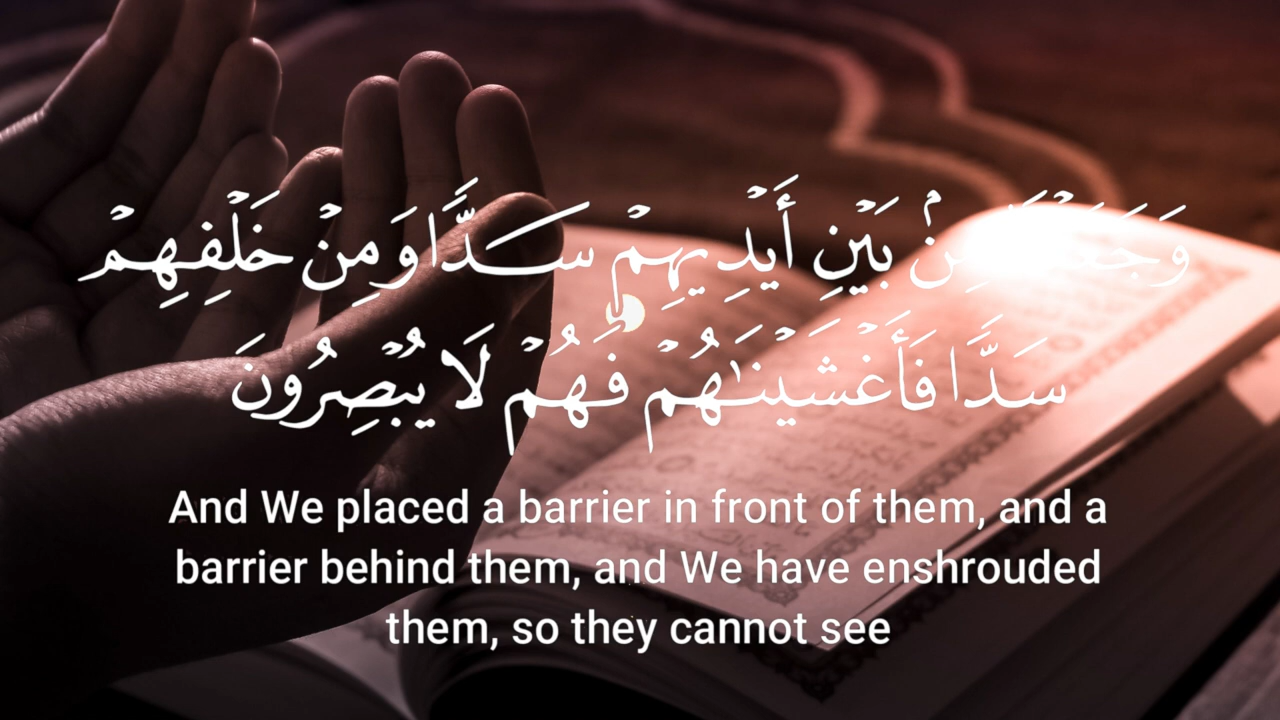 وَجَعَلْنَا مِنۢ بَيْنِ أَيْدِيهِمْ سَدًّا وَمِنْ خَلْفِهِمْ
سَدًّا فَأَغْشَيْنَٰهُمْ فَهُمْ لَا يُبْصِرُونَ
And We placed a barrier in front of them, and a
barrier behind them, and We have enshrouded
them, so they cannot see